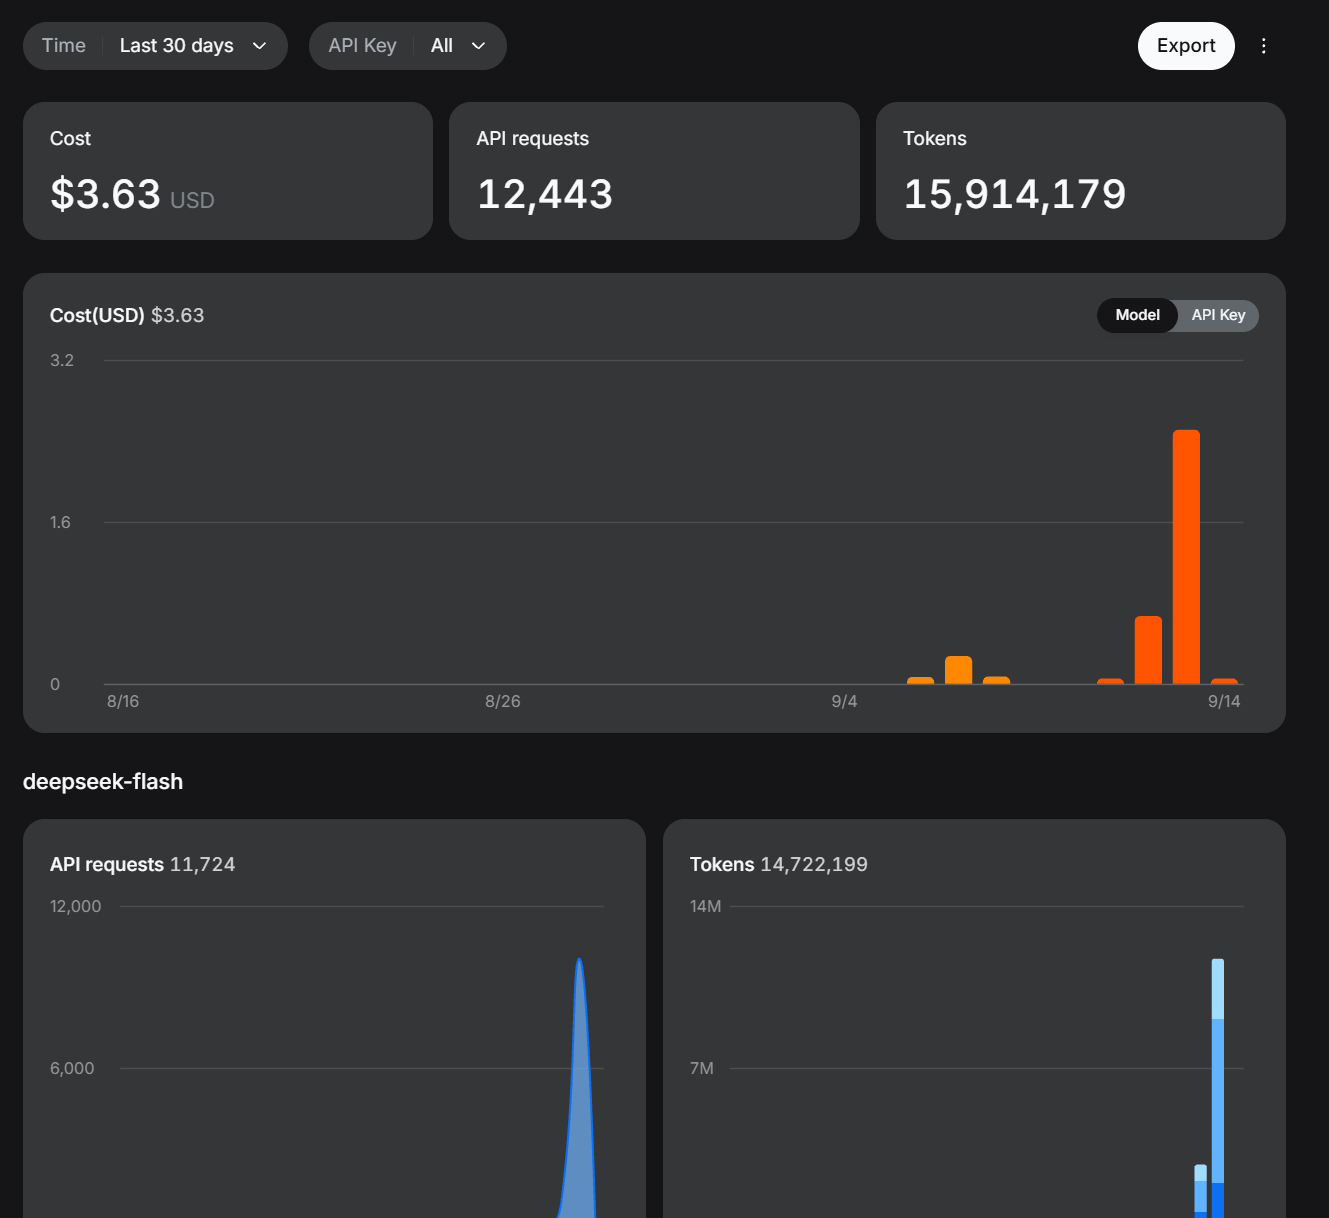 Time Last 30 days API Key All Export
Cost API requests Tokens
$3.63 USD 12,443 15,914,179
Cost(USD) $3.63 Model API Key
3.2
1.6
0
8/16 8/26 9/4 9/14
deepseek-flash
API requests 11,724 Tokens 14,722,199
12,000 14M
6,000 7M